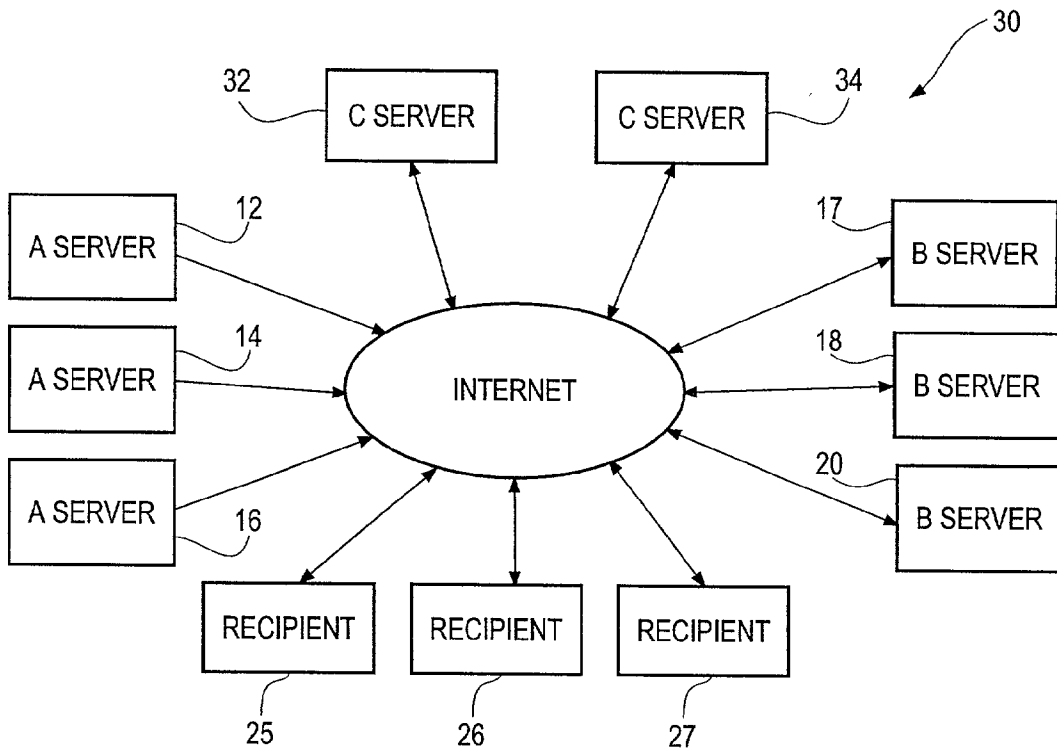 30
32
C SERVER
34
C SERVER
12
A SERVER
17
B SERVER
14
A SERVER
INTERNET
18
B SERVER
A SERVER
16
20
B SERVER
RECIPIENT
RECIPIENT
RECIPIENT
25
26
27